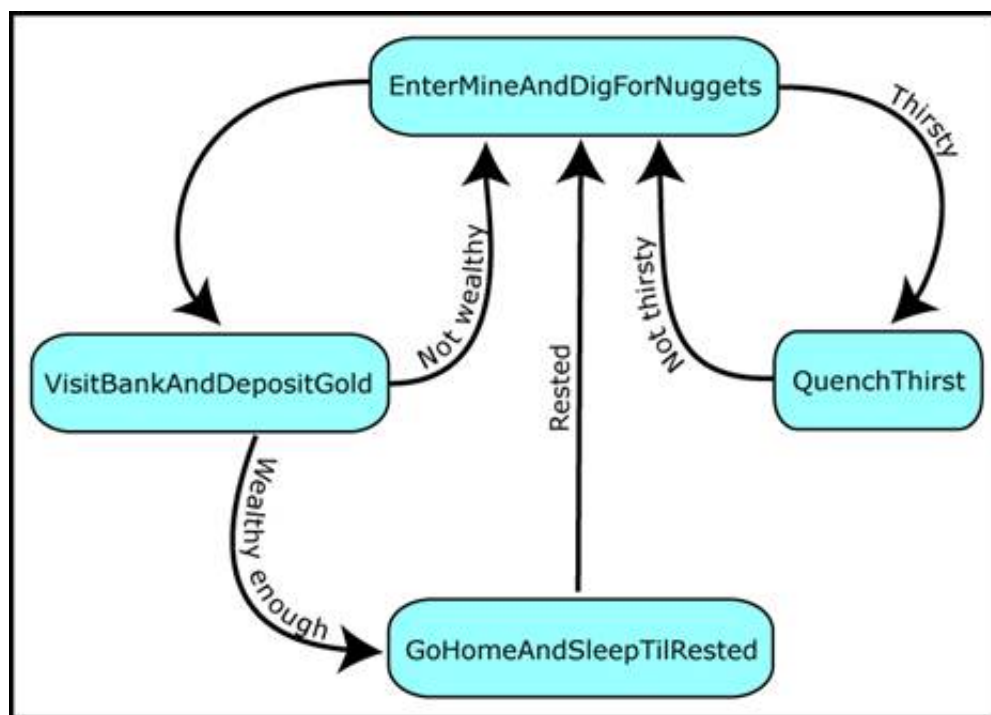 EnterMineAndDigForNuggets
Thirsty
Not wealthy
Rested
Not thirsty
VisitBankAndDepositGold
QuenchThirst
Wealthy enough
GoHomeAndSleepTilRested